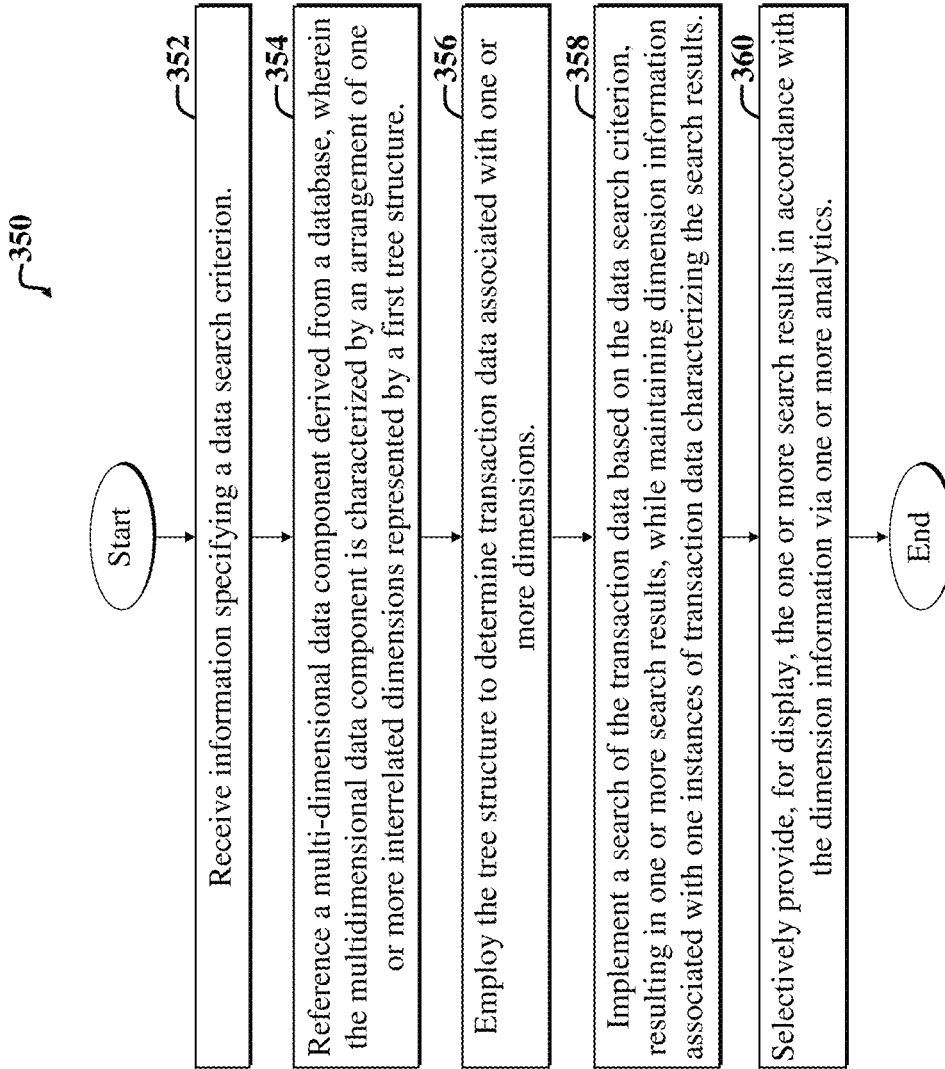 350
Start
352
Receive information specifying a data search criterion.
354
Reference a multi-dimensional data component derived from a database, wherein
the multidimensional data component is characterized by an arrangement of one
or more interrelated dimensions represented by a first tree structure.
356
Employ the tree structure to determine transaction data associated with one or
more dimensions.
358
Implement a search of the transaction data based on the data search criterion,
resulting in one or more search results, while maintaining dimension information
associated with one instances of transaction data characterizing the search results.
360
Selectively provide, for display, the one or more search results in accordance with
the dimension information via one or more analytics.
End